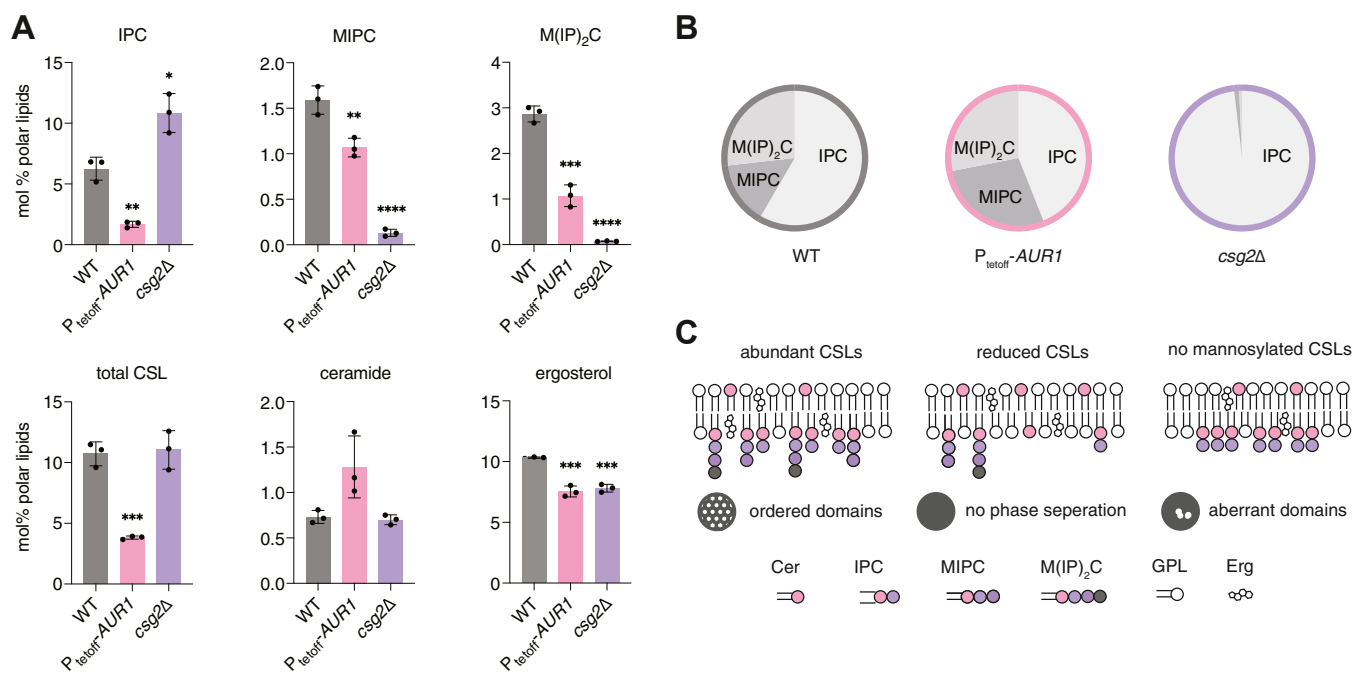 A
IPC
mol % polar lipids
15
10
5
0
**
*
WT
Ptetoff-AUR1
csg2Δ
MIPC
2.0
1.5
1.0
0.5
0.0
**
****
WT
Ptetoff-AUR1
csg2Δ
M(IP)2C
4
3
2
1
0
***
****
WT
Ptetoff-AUR1
csg2Δ
total CSL
mol% polar lipids
15
10
5
0
***
WT
Ptetoff-AUR1
csg2Δ
ceramide
2.0
1.5
1.0
0.5
0.0
WT
Ptetoff-AUR1
csg2Δ
ergosterol
15
10
5
0
***
***
WT
Ptetoff-AUR1
csg2Δ
B
M(IP)2C
IPC
MIPC
WT
M(IP)2C
IPC
MIPC
Ptetoff-AUR1
IPC
csg2Δ
C
abundant CSLs
reduced CSLs
no mannosylated CSLs
ordered domains
no phase seperation
aberrant domains
Cer
IPC
MIPC
M(IP)2C
GPL
Erg